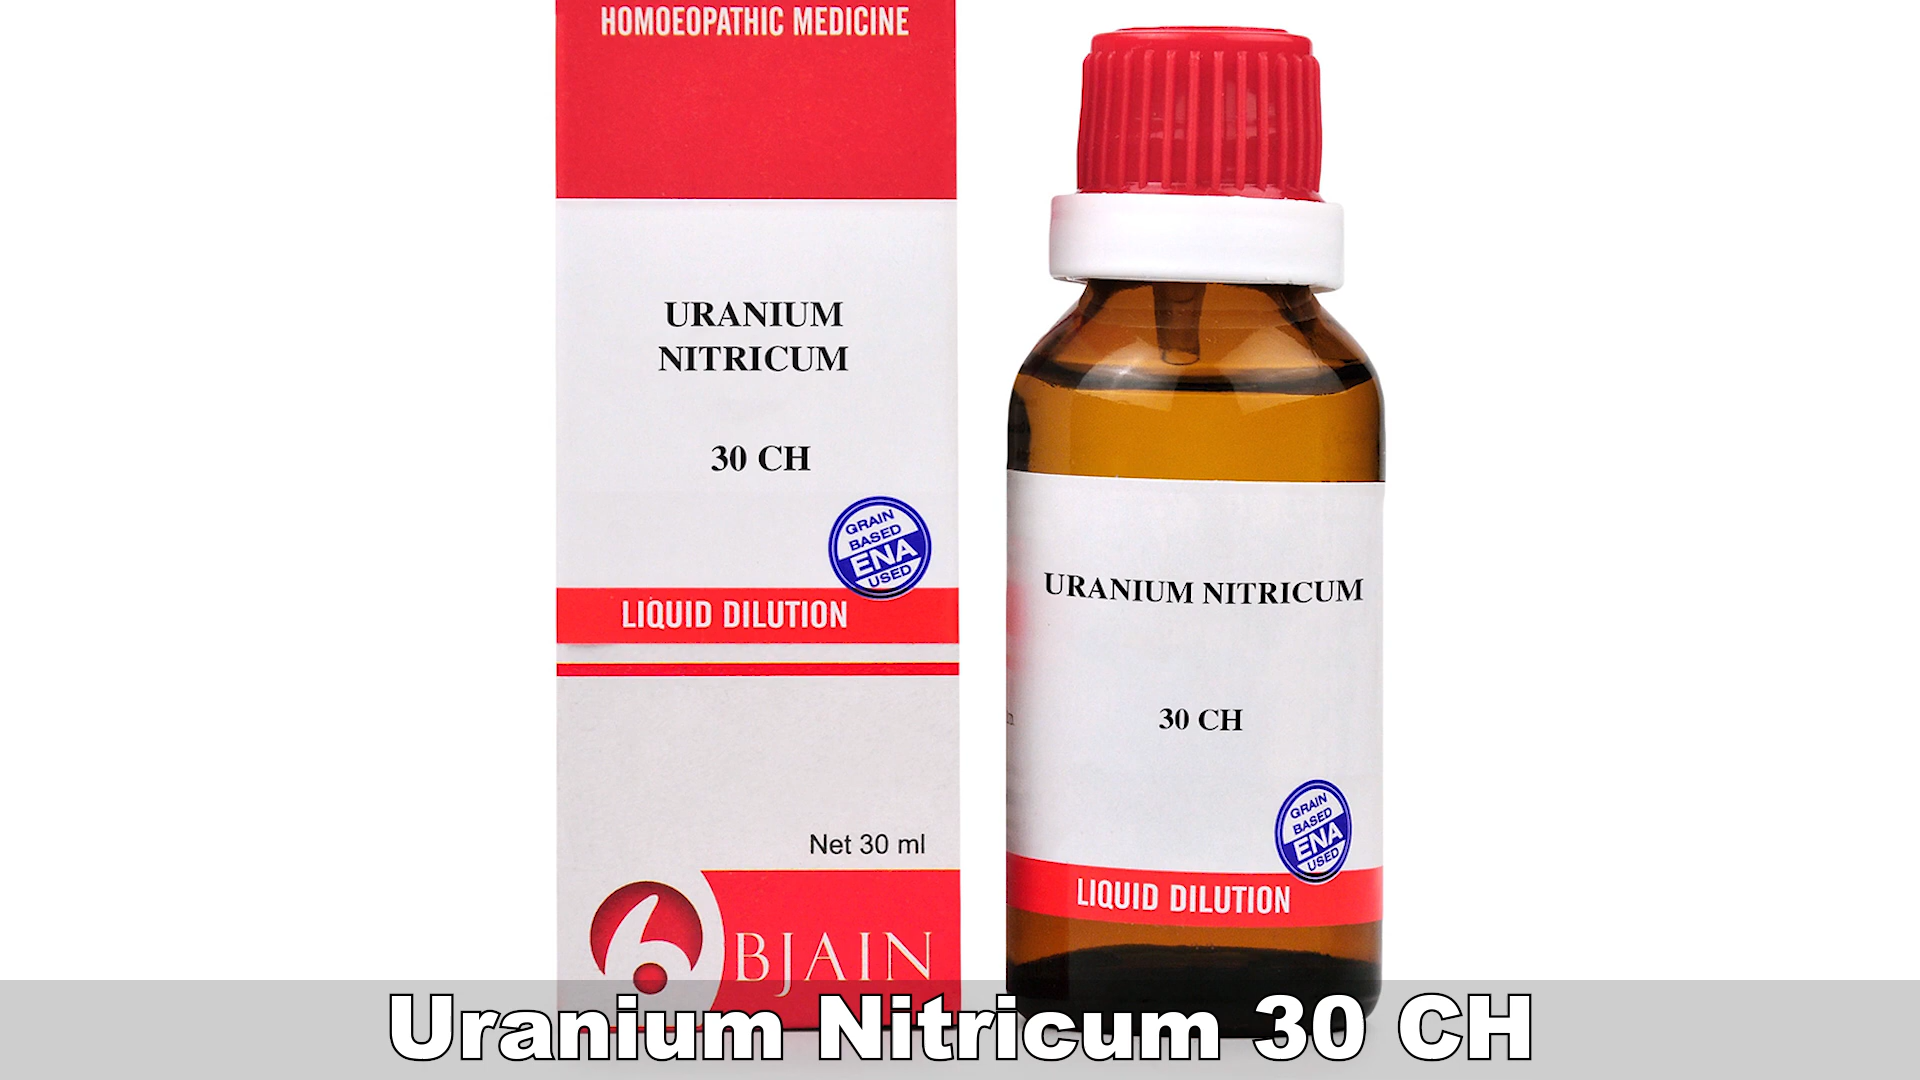 HOMOEOPATHIC MEDICINE
URANIUM
NITRICUM
30 CH
GRAIN
BASED
ENA
USED
LIQUID DILUTION
Net 30 ml
BJAIN
URANIUM NITRICUM
30 CH
GRAIN
BASED
ENA
USED
LIQUID DILUTION
Uranium Nitricum 30 CH